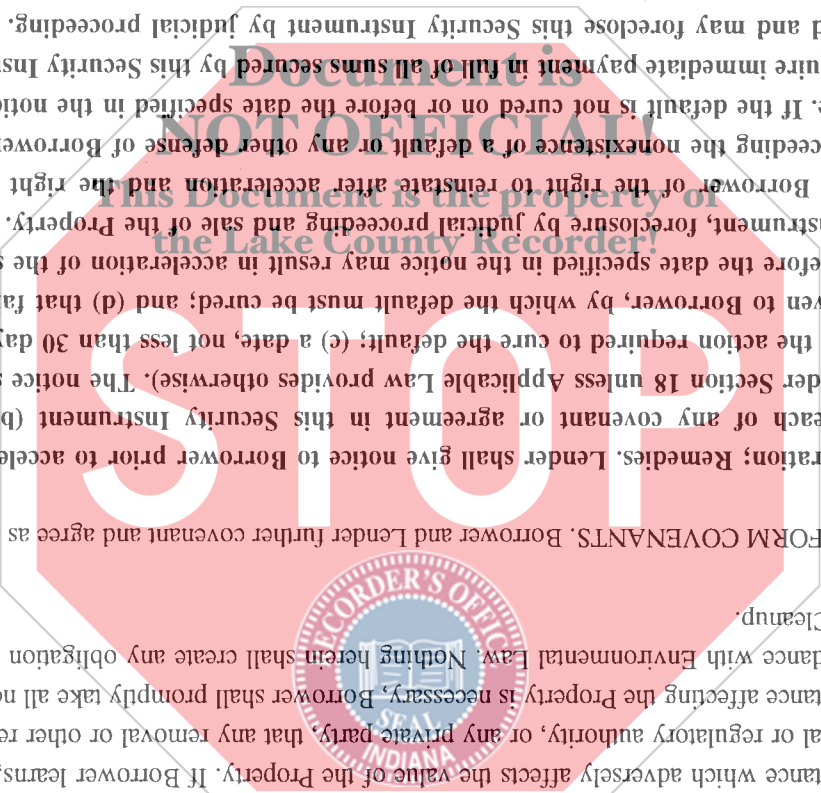 tance which adversely affects the value of the Property. If Borrower learns,
al or regulatory authority, or any private party, that any removal or other re
tance affecting the Property is necessary, Borrower shall promptly take all ne
dance with Environmental Law. Nothing herein shall create any obligation
Cleanup.
FORM COVENANTS. Borrower and Lender further covenant and agree as
ration; Remedies. Lender shall give notice to Borrower prior to accele
each of any covenant or agreement in this Security Instrument (b
der Section 18 unless Applicable Law provides otherwise). The notice s
the action required to cure the default; (c) a date, not less than 30 day
ven to Borrower, by which the default must be cured; and (d) that fa
efore the date specified in the notice may result in acceleration of the s
strument, foreclosure by judicial proceeding and sale of the Property.
Borrower of the right to reinstate after acceleration and the right
ceeding the nonexistence of a default or any other defense of Borrower
e. If the default is not cured on or before the date specified in the notic
uire immediate payment in full of all sums secured by this Security Inst
d and may foreclose this Security Instrument by judicial proceeding.
Document is
NOT OFFICIAL!
This Document is the property of
the Lake County Recorder!
STOP
RECORDER'S OFFICE
SEAL
INDIANA